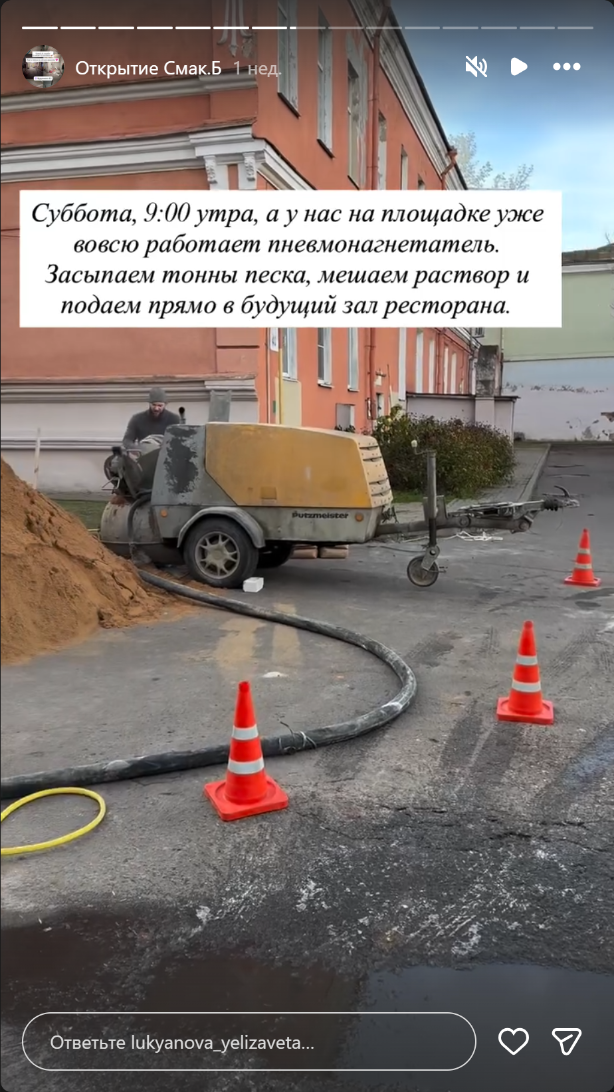 Открытие Смак.Б 1 нед.
Суббота, 9:00 утра, а у нас на площадке уже
вовсю работает пневмонагнетатель.
Засыпаем тонны песка, мешаем раствор и
подаем прямо в будущий зал ресторана.
Putzmeister
Ответьте lukyanova_yelizaveta...